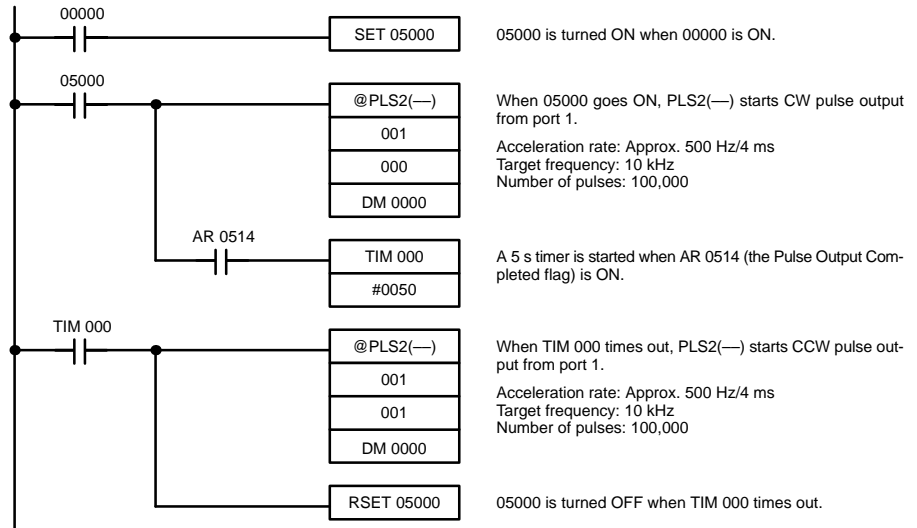 00000
SET 05000
05000 is turned ON when 00000 is ON.
05000
@PLS2(––)
001
000
DM 0000
When 05000 goes ON, PLS2(––) starts CW pulse output
from port 1.
Acceleration rate: Approx. 500 Hz/4 ms
Target frequency: 10 kHz
Number of pulses: 100,000
AR 0514
TIM 000
#0050
A 5 s timer is started when AR 0514 (the Pulse Output Com-
pleted flag) is ON.
TIM 000
@PLS2(––)
001
001
DM 0000
When TIM 000 times out, PLS2(––) starts CCW pulse out-
put from port 1.
Acceleration rate: Approx. 500 Hz/4 ms
Target frequency: 10 kHz
Number of pulses: 100,000
RSET 05000
05000 is turned OFF when TIM 000 times out.